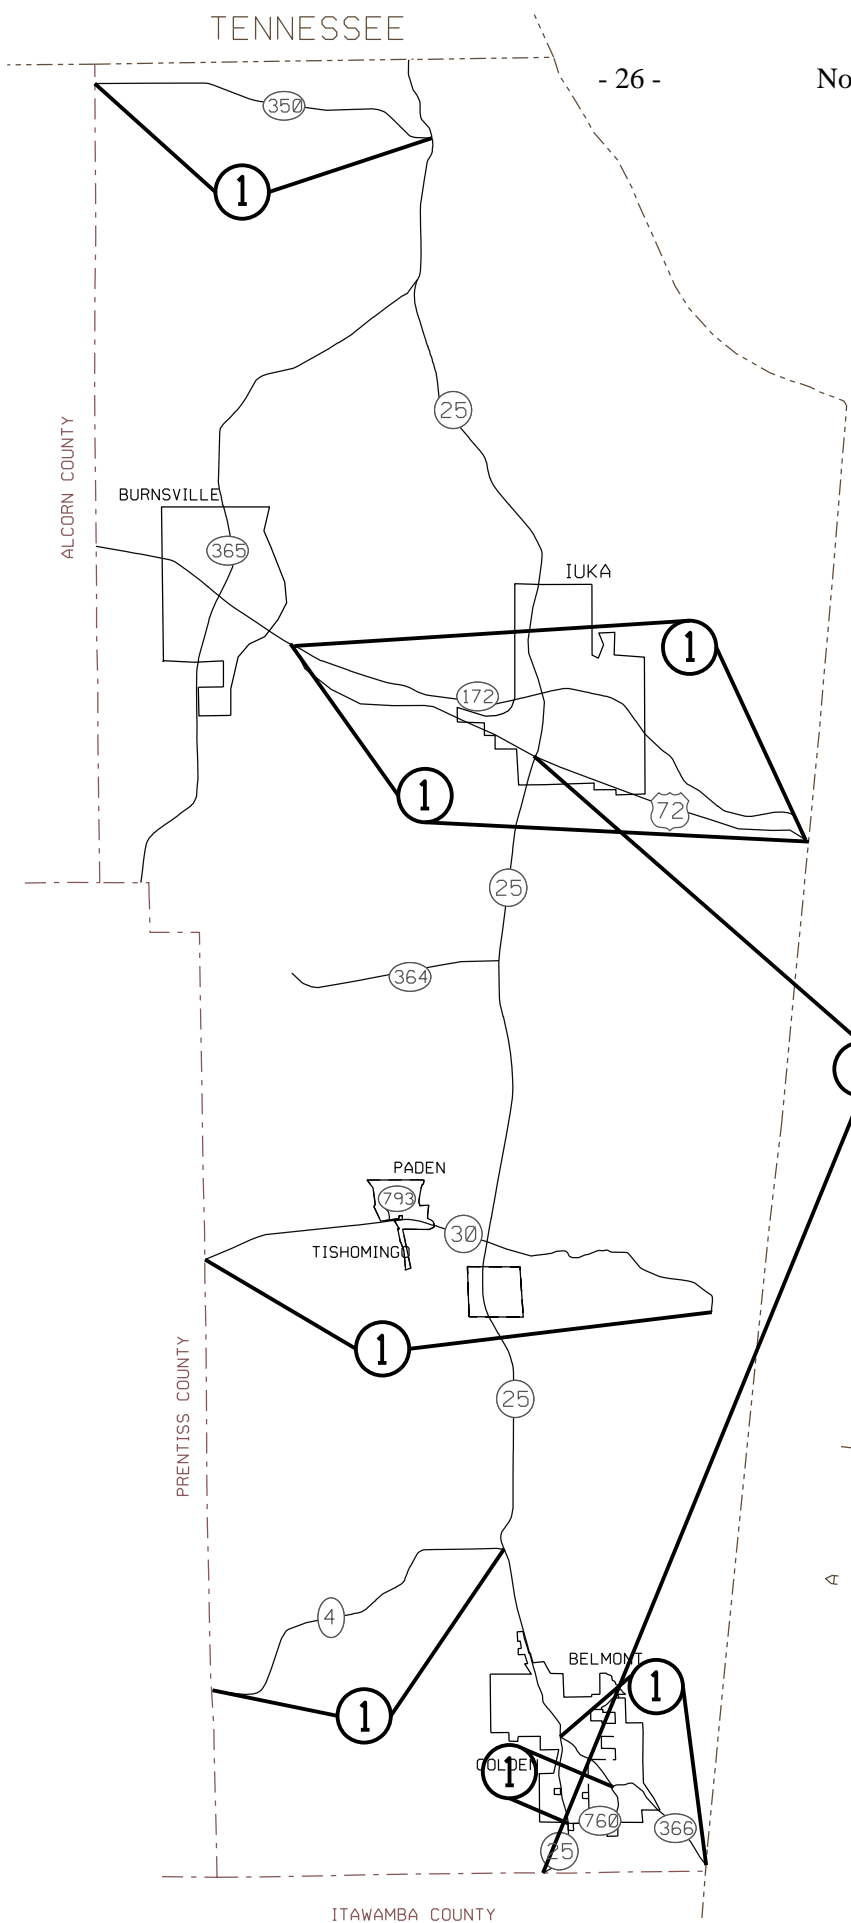 TENNESSEE
- 26 -
No
350
1
25
ALCORN COUNTY
BURNSVILLE
365
IUKA
1
172
1
72
25
364
PADEN
793
30
TISHOMINGO
1
PRENTISS COUNTY
25
A
4
BELMONT
1
1
GOLDEN
1
760
366
25
ITAWAMBA COUNTY